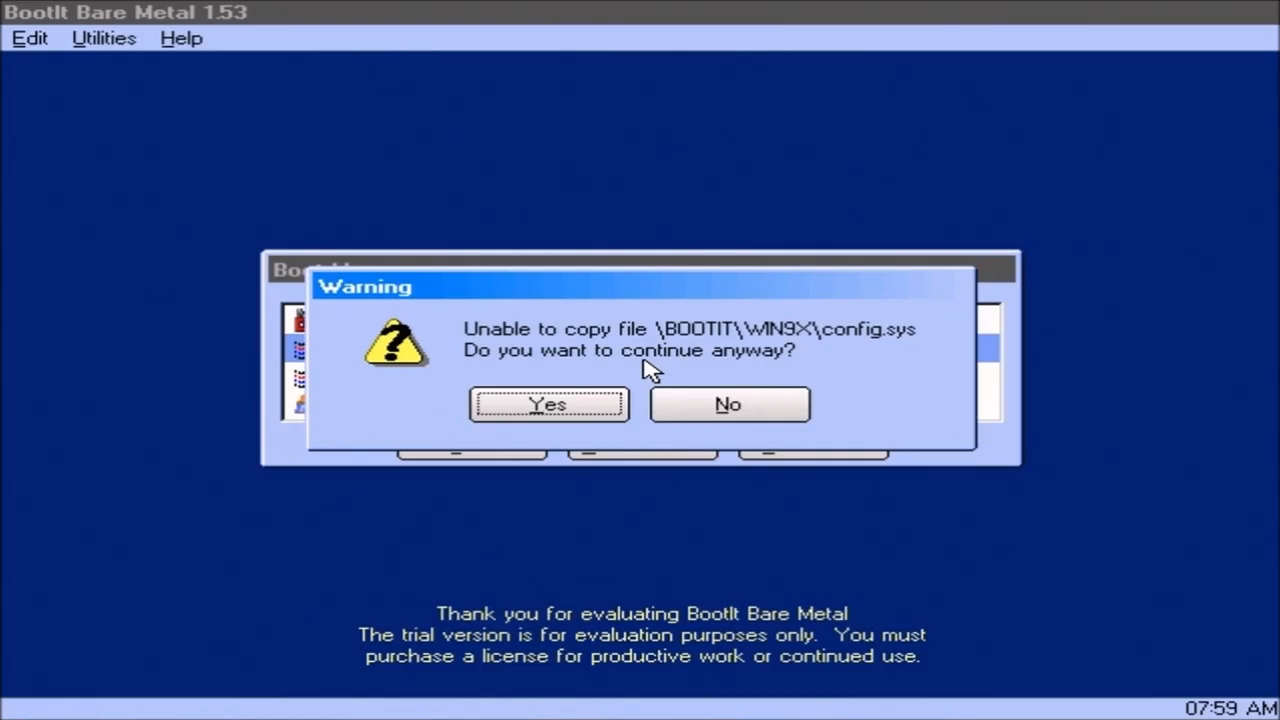 BootIt Bare Metal 1.53
Edit Utilities Help
Warning
Unable to copy file \BOOTIT\WIN9X\config.sys
Do you want to continue anyway?
Yes No
Thank you for evaluating BootIt Bare Metal
The trial version is for evaluation purposes only. You must
purchase a license for productive work or continued use.
07:59 AM